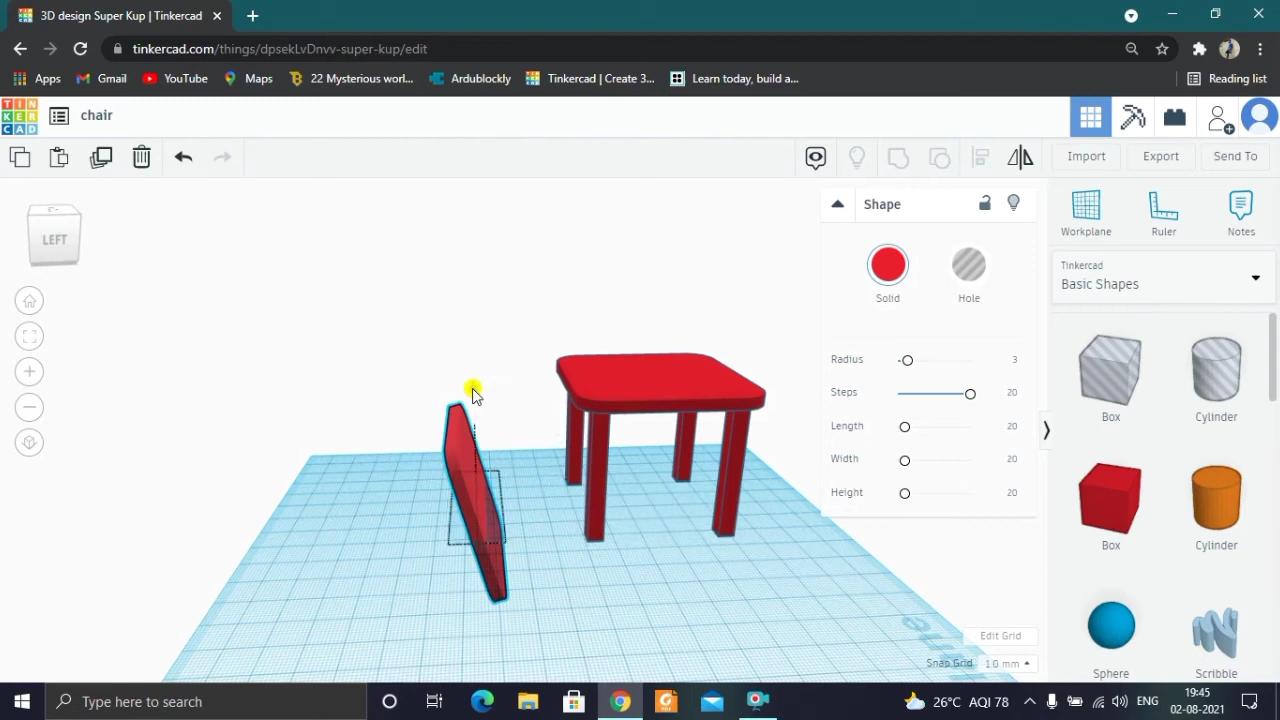 3D design Super Kup | Tinkercad
tinkercad.com/things/dpsekLvDnvv-super-kup/edit
Apps
Gmail
YouTube
Maps
22 Mysterious worl...
Ardublockly
Tinkercad | Create 3...
Learn today, build a...
Reading list
TIN
KER
CAD
chair
Import
Export
Send To
LEFT
Shape
Solid
Hole
Radius 3
Steps 20
Length 20
Width 20
Height 20
Workplane
Ruler
Notes
Tinkercad
Basic Shapes
Box
Cylinder
Box
Cylinder
Sphere
Scribble
Edit Grid
Snap Grid 1.0 mm
Type here to search
26°C AQI 78
ENG
19:45
02-08-2021